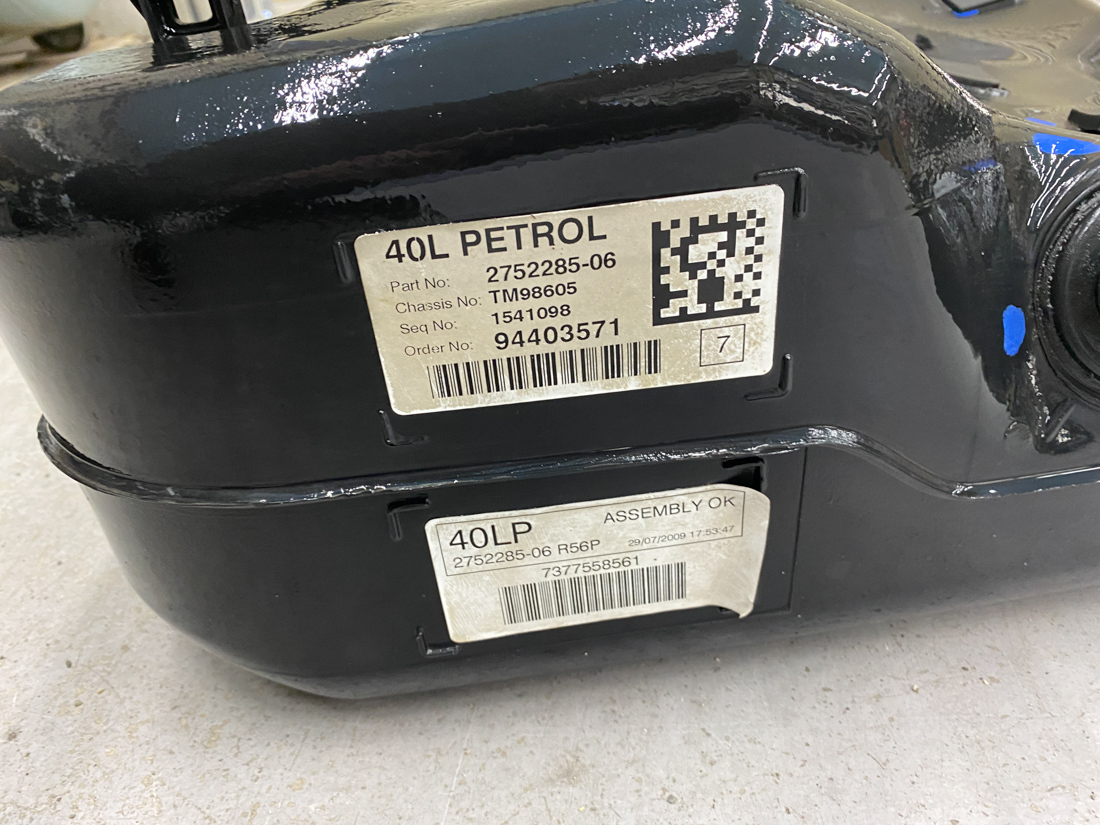 40L PETROL
Part No: 2752285-06
Chassis No: TM98605
Seq No: 1541098
Order No: 94403571
7
40LP ASSEMBLY OK
2752285-06 R56P 29/07/2009 17:53:47
7377558561